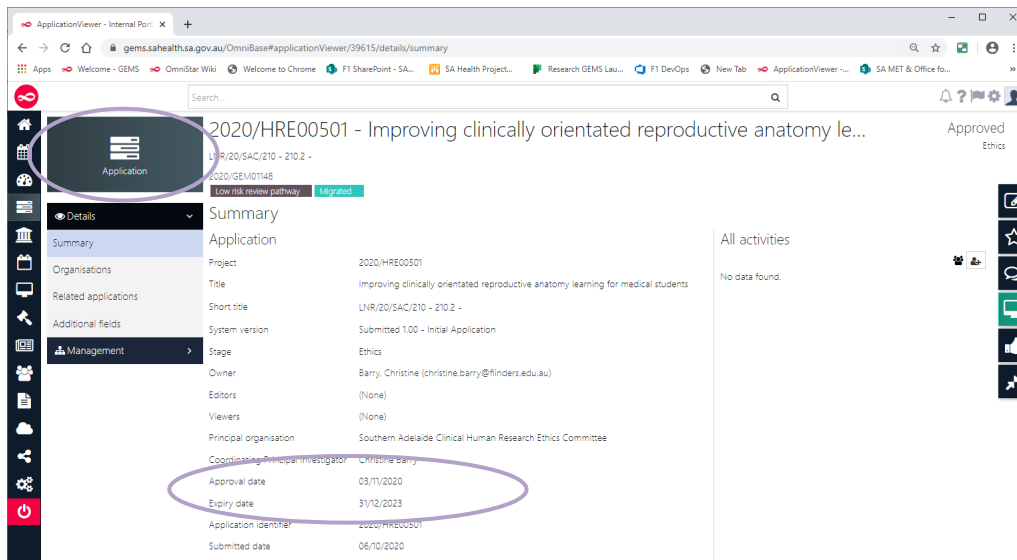 ApplicationViewer - Internal Port
gems.sahealth.sa.gov.au/OmniBase#applicationViewer/39615/details/summary
Apps Welcome - GEMS OmniStar Wiki Welcome to Chrome F1 SharePoint - SA... SA Health Project... Research GEMS Lau... F1 DevOps New Tab ApplicationViewer -... SA MET & Office fo... »
Search...
Application
2020/HRE00501 - Improving clinically orientated reproductive anatomy le...
Approved
Ethics
LNR/20/SAC/210 - 210.2 -
2020/GEM01148
Low risk review pathway Migrated
Details
Summary
Organisations
Related applications
Additional fields
Management
Summary
Application
Project 2020/HRE00501
Title Improving clinically orientated reproductive anatomy learning for medical students
Short title LNR/20/SAC/210 - 210.2 -
System version Submitted 1.00 - Initial Application
Stage Ethics
Owner Barry, Christine (christine.barry@flinders.edu.au)
Editors (None)
Viewers (None)
Principal organisation Southern Adelaide Clinical Human Research Ethics Committee
Coordinating Principal Investigator Christine Barry
Approval date 03/11/2020
Expiry date 31/12/2023
Application identifier 2020/HRE00501
Submitted date 06/10/2020
All activities
No data found.